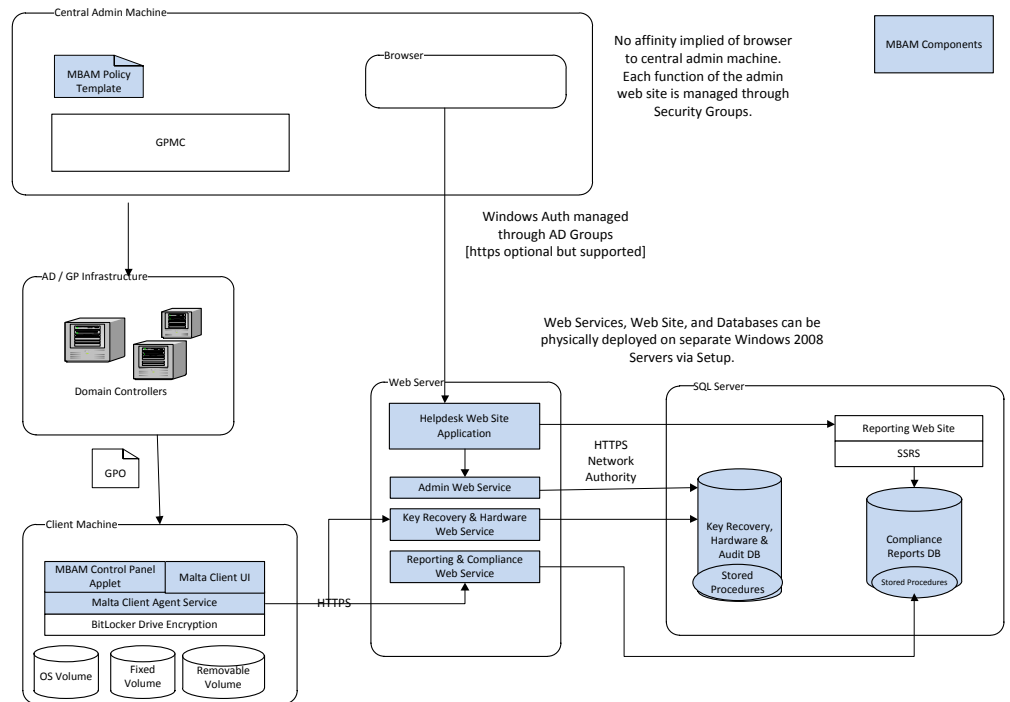 Central Admin Machine
MBAM Policy
Template
GPMC
Browser
No affinity implied of browser
to central admin machine.
Each function of the admin
web site is managed through
Security Groups.
MBAM Components
Windows Auth managed
through AD Groups
[https optional but supported]
AD / GP Infrastructure
Domain Controllers
GPO
Web Services, Web Site, and Databases can be
physically deployed on separate Windows 2008
Servers via Setup.
Web Server
Helpdesk Web Site
Application
Admin Web Service
Key Recovery & Hardware
Web Service
Reporting & Compliance
Web Service
HTTPS
Network
Authority
SQL Server
Reporting Web Site
SSRS
Key Recovery,
Hardware &
Audit DB
Stored
Procedures
Compliance
Reports DB
Stored Procedures
Client Machine
MBAM Control Panel
Applet
Malta Client UI
Malta Client Agent Service
BitLocker Drive Encryption
HTTPS
OS Volume
Fixed
Volume
Removable
Volume